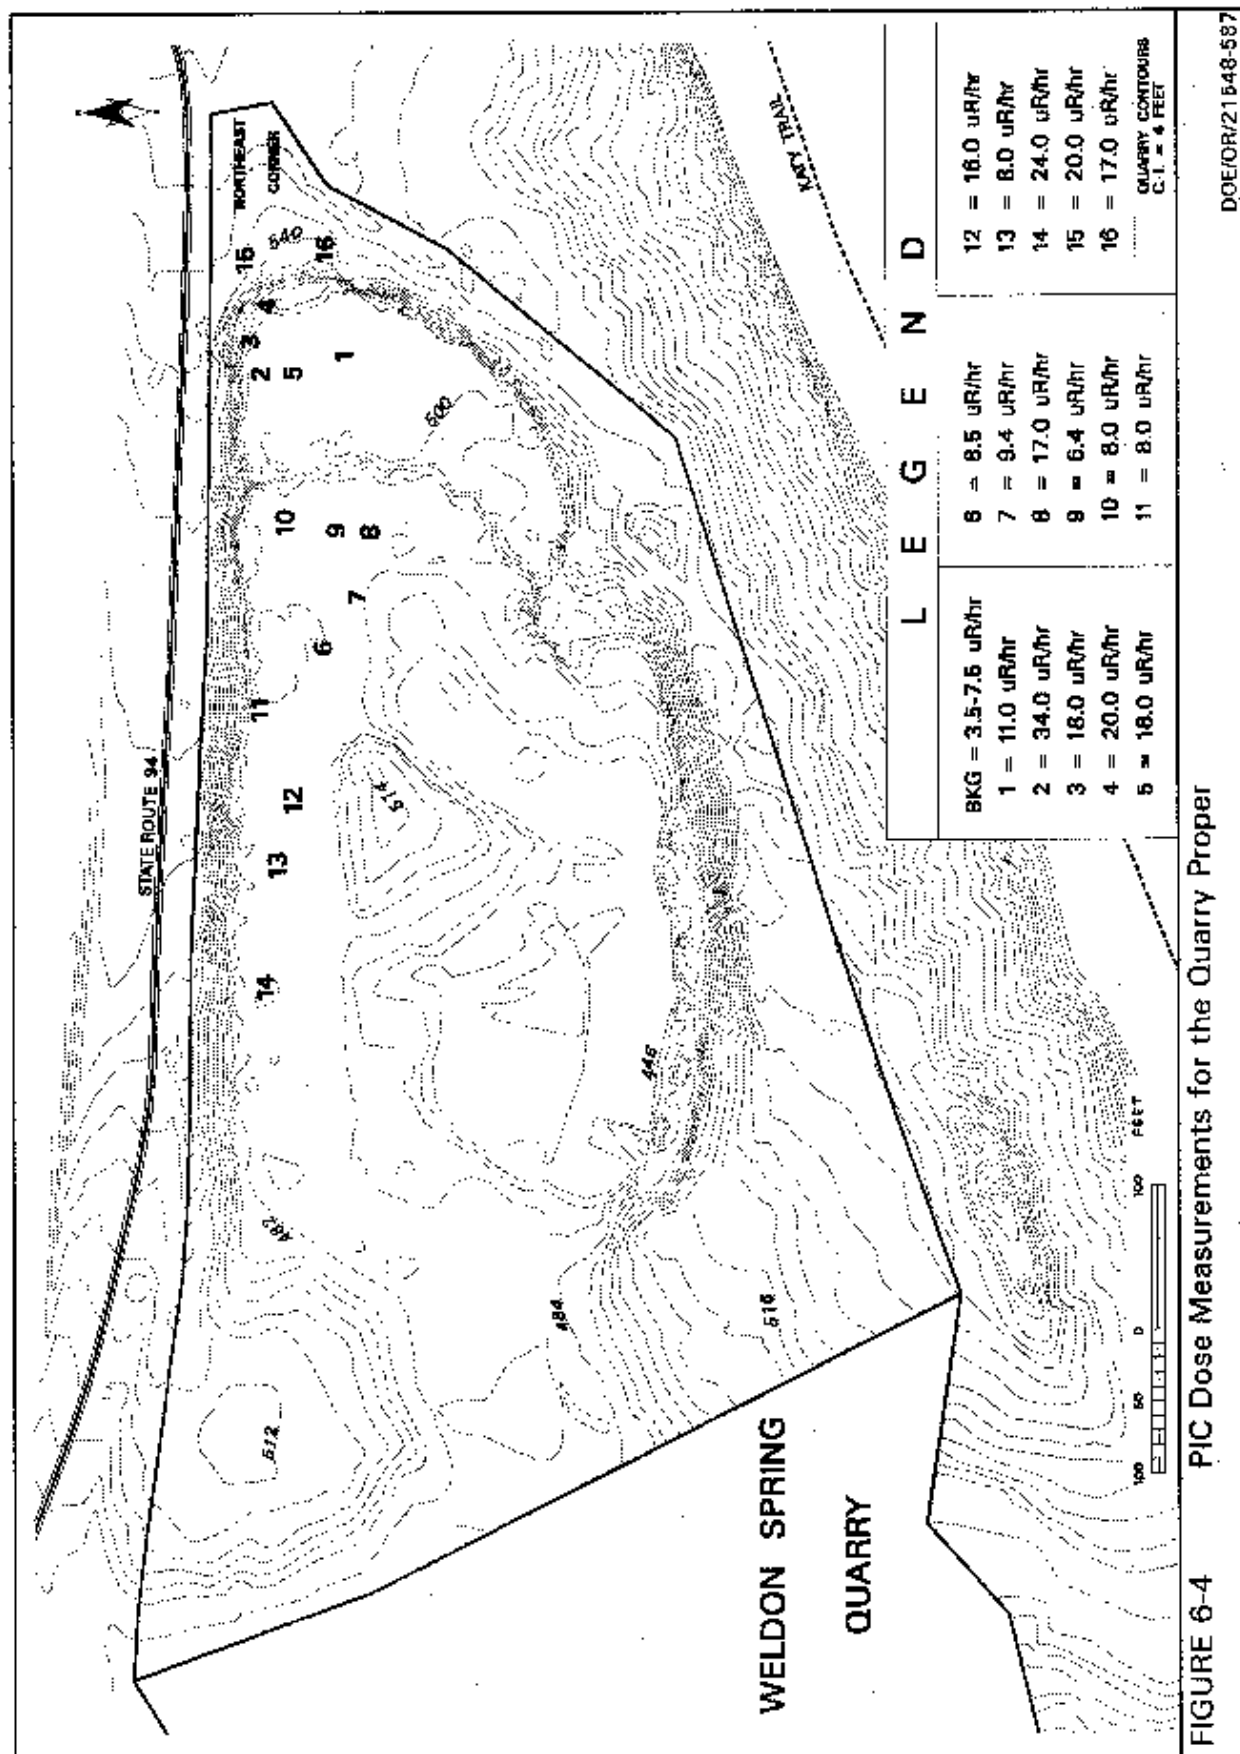 STATE ROUTE 94
NORTHEAST
CORNER
15
540
16
3
4
2
5
1
500
10
9
8
7
6
11
12
514
13
14
446
482
484
516
512
KATY TRAIL
WELDON SPRING
QUARRY
100 50 0 100 FEET
LEGEND
BKG = 3.5-7.5 uR/hr
1 = 11.0 uR/hr
2 = 34.0 uR/hr
3 = 18.0 uR/hr
4 = 20.0 uR/hr
5 = 18.0 uR/hr
6 = 8.5 uR/hr
7 = 9.4 uR/hr
8 = 17.0 uR/hr
9 = 6.4 uR/hr
10 = 8.0 uR/hr
11 = 8.0 uR/hr
12 = 16.0 uR/hr
13 = 8.0 uR/hr
14 = 24.0 uR/hr
15 = 20.0 uR/hr
16 = 17.0 uR/hr
QUARRY CONTOURS
C.I. = 4 FEET
FIGURE 6-4 PIC Dose Measurements for the Quarry Proper
DOE/OR/21548-587